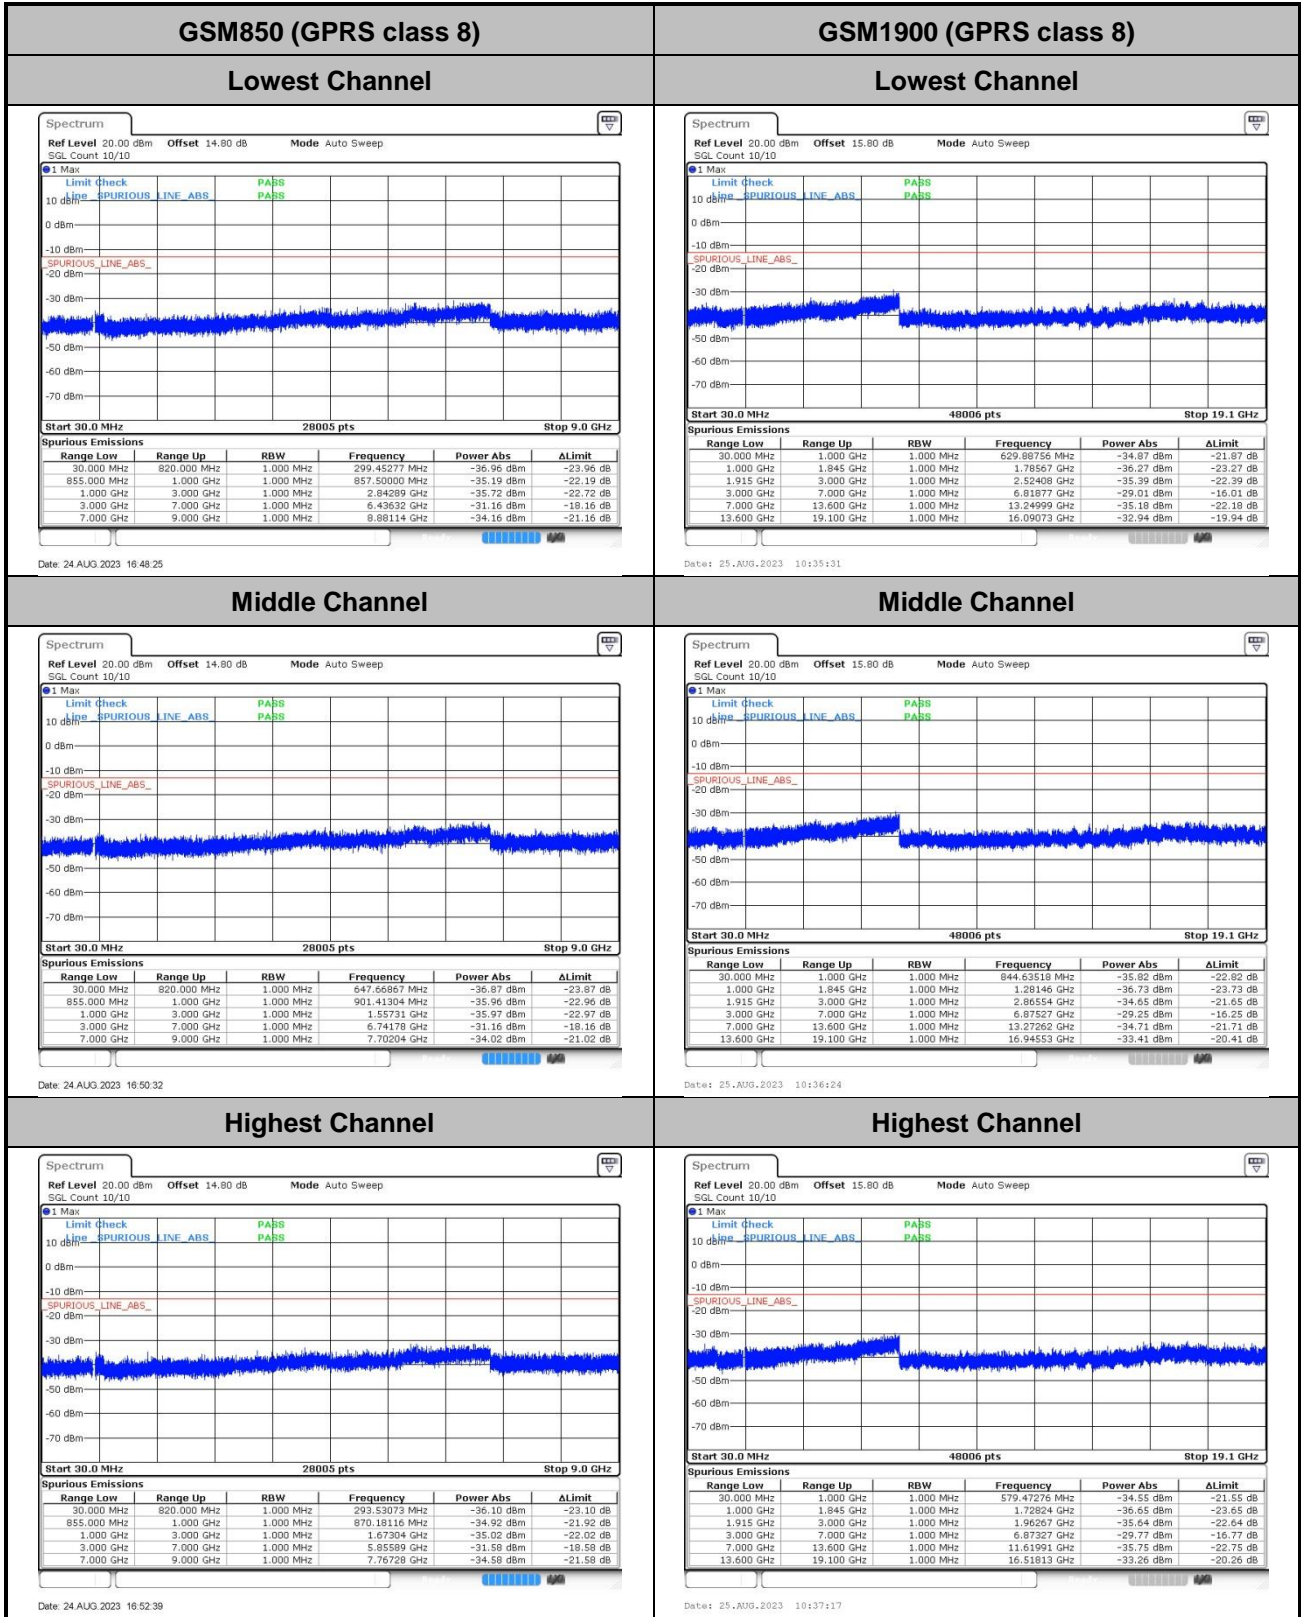 GSM850 (GPRS class 8) GSM1900 (GPRS class 8)
Lowest Channel Lowest Channel
Spectrum
Ref Level 20.00 dBm Offset 14.80 dB Mode Auto Sweep
SGL Count 10/10
1 Max
Limit Check PASS
Line _SPURIOUS_LINE_ABS_ PASS
10 dBm
0 dBm
-10 dBm
_SPURIOUS_LINE_ABS_
-20 dBm
-30 dBm
-50 dBm
-60 dBm
-70 dBm
Start 30.0 MHz 28005 pts Stop 9.0 GHz
Spurious Emissions
Range Low Range Up RBW Frequency Power Abs ΔLimit
30.000 MHz 820.000 MHz 1.000 MHz 299.45277 MHz -36.96 dBm -23.96 dB
855.000 MHz 1.000 GHz 1.000 MHz 857.50000 MHz -35.19 dBm -22.19 dB
1.000 GHz 3.000 GHz 1.000 MHz 2.84289 GHz -35.72 dBm -22.72 dB
3.000 GHz 7.000 GHz 1.000 MHz 6.43632 GHz -31.16 dBm -18.16 dB
7.000 GHz 9.000 GHz 1.000 MHz 8.88114 GHz -34.16 dBm -21.16 dB
Date: 24.AUG.2023 16:48:25
Spectrum
Ref Level 20.00 dBm Offset 15.80 dB Mode Auto Sweep
SGL Count 10/10
1 Max
Limit Check PASS
Line _SPURIOUS_LINE_ABS_ PASS
10 dBm
0 dBm
-10 dBm
_SPURIOUS_LINE_ABS_
-20 dBm
-30 dBm
-50 dBm
-60 dBm
-70 dBm
Start 30.0 MHz 48006 pts Stop 19.1 GHz
Spurious Emissions
Range Low Range Up RBW Frequency Power Abs ΔLimit
30.000 MHz 1.000 GHz 1.000 MHz 629.88756 MHz -34.87 dBm -21.87 dB
1.000 GHz 1.845 GHz 1.000 MHz 1.78567 GHz -36.27 dBm -23.27 dB
1.915 GHz 3.000 GHz 1.000 MHz 2.52408 GHz -35.39 dBm -22.39 dB
3.000 GHz 7.000 GHz 1.000 MHz 6.81877 GHz -29.01 dBm -16.01 dB
7.000 GHz 13.600 GHz 1.000 MHz 13.24999 GHz -35.18 dBm -22.18 dB
13.600 GHz 19.100 GHz 1.000 MHz 16.09073 GHz -32.94 dBm -19.94 dB
Date: 25.AUG.2023 10:35:31
Middle Channel Middle Channel
Spectrum
Ref Level 20.00 dBm Offset 14.80 dB Mode Auto Sweep
SGL Count 10/10
1 Max
Limit Check PASS
Line _SPURIOUS_LINE_ABS_ PASS
10 dBm
0 dBm
-10 dBm
_SPURIOUS_LINE_ABS_
-20 dBm
-30 dBm
-50 dBm
-60 dBm
-70 dBm
Start 30.0 MHz 28005 pts Stop 9.0 GHz
Spurious Emissions
Range Low Range Up RBW Frequency Power Abs ΔLimit
30.000 MHz 820.000 MHz 1.000 MHz 647.66867 MHz -36.87 dBm -23.87 dB
855.000 MHz 1.000 GHz 1.000 MHz 901.41304 MHz -35.96 dBm -22.96 dB
1.000 GHz 3.000 GHz 1.000 MHz 1.55731 GHz -35.97 dBm -22.97 dB
3.000 GHz 7.000 GHz 1.000 MHz 6.74178 GHz -31.16 dBm -18.16 dB
7.000 GHz 9.000 GHz 1.000 MHz 7.70204 GHz -34.02 dBm -21.02 dB
Date: 24.AUG.2023 16:50:32
Spectrum
Ref Level 20.00 dBm Offset 15.80 dB Mode Auto Sweep
SGL Count 10/10
1 Max
Limit Check PASS
Line _SPURIOUS_LINE_ABS_ PASS
10 dBm
0 dBm
-10 dBm
_SPURIOUS_LINE_ABS_
-20 dBm
-30 dBm
-50 dBm
-60 dBm
-70 dBm
Start 30.0 MHz 48006 pts Stop 19.1 GHz
Spurious Emissions
Range Low Range Up RBW Frequency Power Abs ΔLimit
30.000 MHz 1.000 GHz 1.000 MHz 844.63518 MHz -35.82 dBm -22.82 dB
1.000 GHz 1.845 GHz 1.000 MHz 1.28146 GHz -36.73 dBm -23.73 dB
1.915 GHz 3.000 GHz 1.000 MHz 2.86554 GHz -34.65 dBm -21.65 dB
3.000 GHz 7.000 GHz 1.000 MHz 6.87527 GHz -29.25 dBm -16.25 dB
7.000 GHz 13.600 GHz 1.000 MHz 13.27262 GHz -34.71 dBm -21.71 dB
13.600 GHz 19.100 GHz 1.000 MHz 16.94553 GHz -33.41 dBm -20.41 dB
Date: 25.AUG.2023 10:36:24
Highest Channel Highest Channel
Spectrum
Ref Level 20.00 dBm Offset 14.80 dB Mode Auto Sweep
SGL Count 10/10
1 Max
Limit Check PASS
Line _SPURIOUS_LINE_ABS_ PASS
10 dBm
0 dBm
-10 dBm
_SPURIOUS_LINE_ABS_
-20 dBm
-30 dBm
-50 dBm
-60 dBm
-70 dBm
Start 30.0 MHz 28005 pts Stop 9.0 GHz
Spurious Emissions
Range Low Range Up RBW Frequency Power Abs ΔLimit
30.000 MHz 820.000 MHz 1.000 MHz 293.53073 MHz -36.10 dBm -23.10 dB
855.000 MHz 1.000 GHz 1.000 MHz 870.18116 MHz -34.92 dBm -21.92 dB
1.000 GHz 3.000 GHz 1.000 MHz 1.67304 GHz -35.02 dBm -22.02 dB
3.000 GHz 7.000 GHz 1.000 MHz 5.85589 GHz -31.58 dBm -18.58 dB
7.000 GHz 9.000 GHz 1.000 MHz 7.76728 GHz -34.58 dBm -21.58 dB
Date: 24.AUG.2023 16:52:39
Spectrum
Ref Level 20.00 dBm Offset 15.80 dB Mode Auto Sweep
SGL Count 10/10
1 Max
Limit Check PASS
Line _SPURIOUS_LINE_ABS_ PASS
10 dBm
0 dBm
-10 dBm
_SPURIOUS_LINE_ABS_
-20 dBm
-30 dBm
-50 dBm
-60 dBm
-70 dBm
Start 30.0 MHz 48006 pts Stop 19.1 GHz
Spurious Emissions
Range Low Range Up RBW Frequency Power Abs ΔLimit
30.000 MHz 1.000 GHz 1.000 MHz 579.47276 MHz -34.55 dBm -21.55 dB
1.000 GHz 1.845 GHz 1.000 MHz 1.72824 GHz -36.65 dBm -23.65 dB
1.915 GHz 3.000 GHz 1.000 MHz 1.96267 GHz -35.64 dBm -22.64 dB
3.000 GHz 7.000 GHz 1.000 MHz 6.87327 GHz -29.77 dBm -16.77 dB
7.000 GHz 13.600 GHz 1.000 MHz 11.61991 GHz -35.75 dBm -22.75 dB
13.600 GHz 19.100 GHz 1.000 MHz 16.51813 GHz -33.26 dBm -20.26 dB
Date: 25.AUG.2023 10:37:17